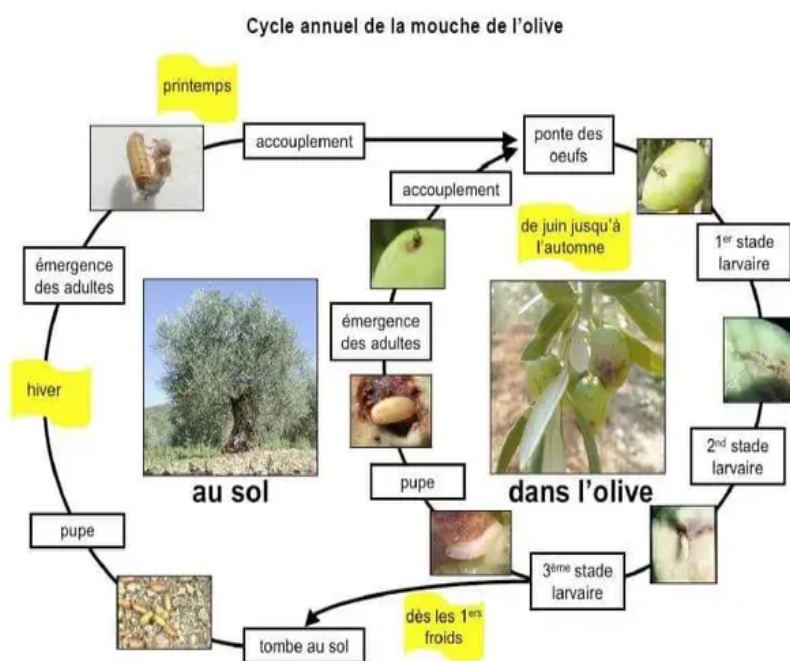 Cycle annuel de la mouche de l'olive
printemps
accouplement
ponte des
oeufs
accouplement
de juin jusqu'à
l'automne
1er stade
larvaire
émergence
des adultes
émergence
des adultes
hiver
2nd stade
larvaire
au sol
dans l'olive
pupe
pupe
3ème stade
larvaire
dès les 1ers
froids
tombe au sol